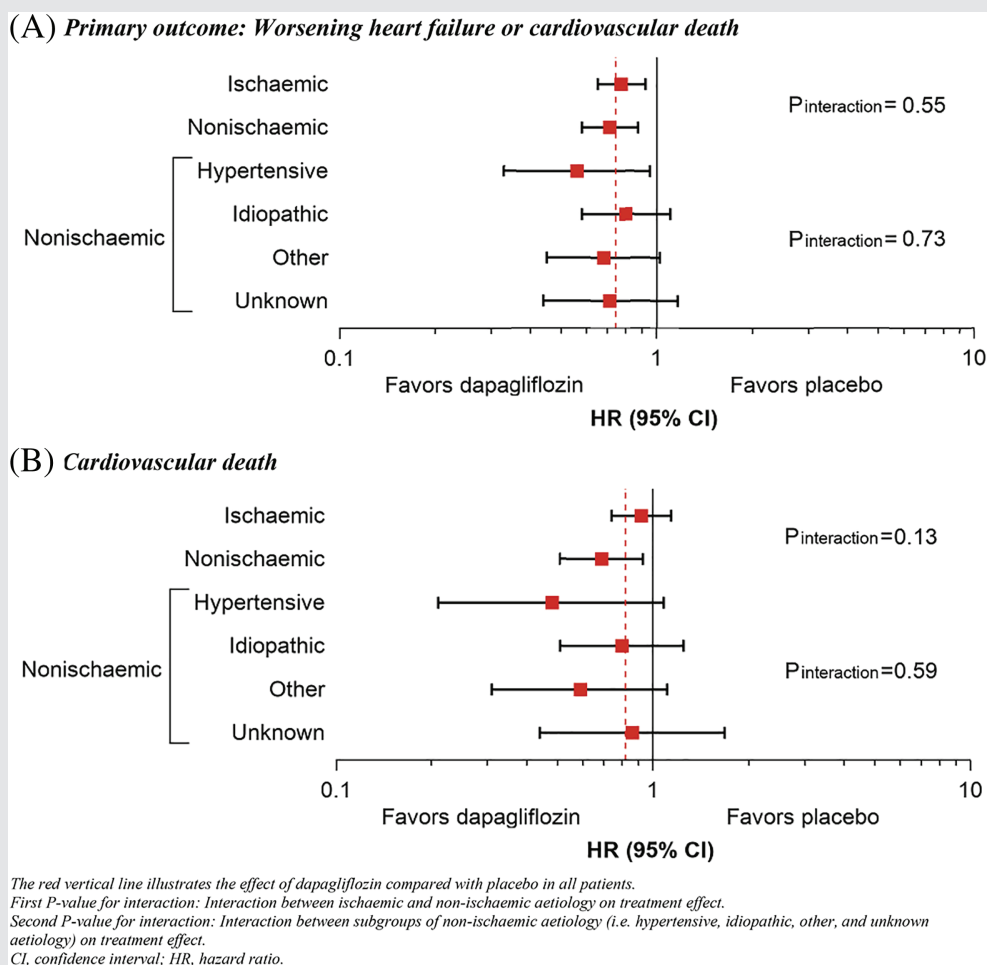 (A) Primary outcome: Worsening heart failure or cardiovascular death
Ischaemic
Pinteraction= 0.55
Nonischaemic
Hypertensive
Idiopathic
Nonischaemic
Pinteraction= 0.73
Other
Unknown
0.1 1 10
Favors dapagliflozin Favors placebo
HR (95% CI)
(B) Cardiovascular death
Ischaemic
Pinteraction=0.13
Nonischaemic
Hypertensive
Idiopathic
Nonischaemic
Pinteraction=0.59
Other
Unknown
0.1 1 10
Favors dapagliflozin Favors placebo
HR (95% CI)
The red vertical line illustrates the effect of dapagliflozin compared with placebo in all patients.
First P-value for interaction: Interaction between ischaemic and non-ischaemic aetiology on treatment effect.
Second P-value for interaction: Interaction between subgroups of non-ischaemic aetiology (i.e. hypertensive, idiopathic, other, and unknown
aetiology) on treatment effect.
CI, confidence interval; HR, hazard ratio.